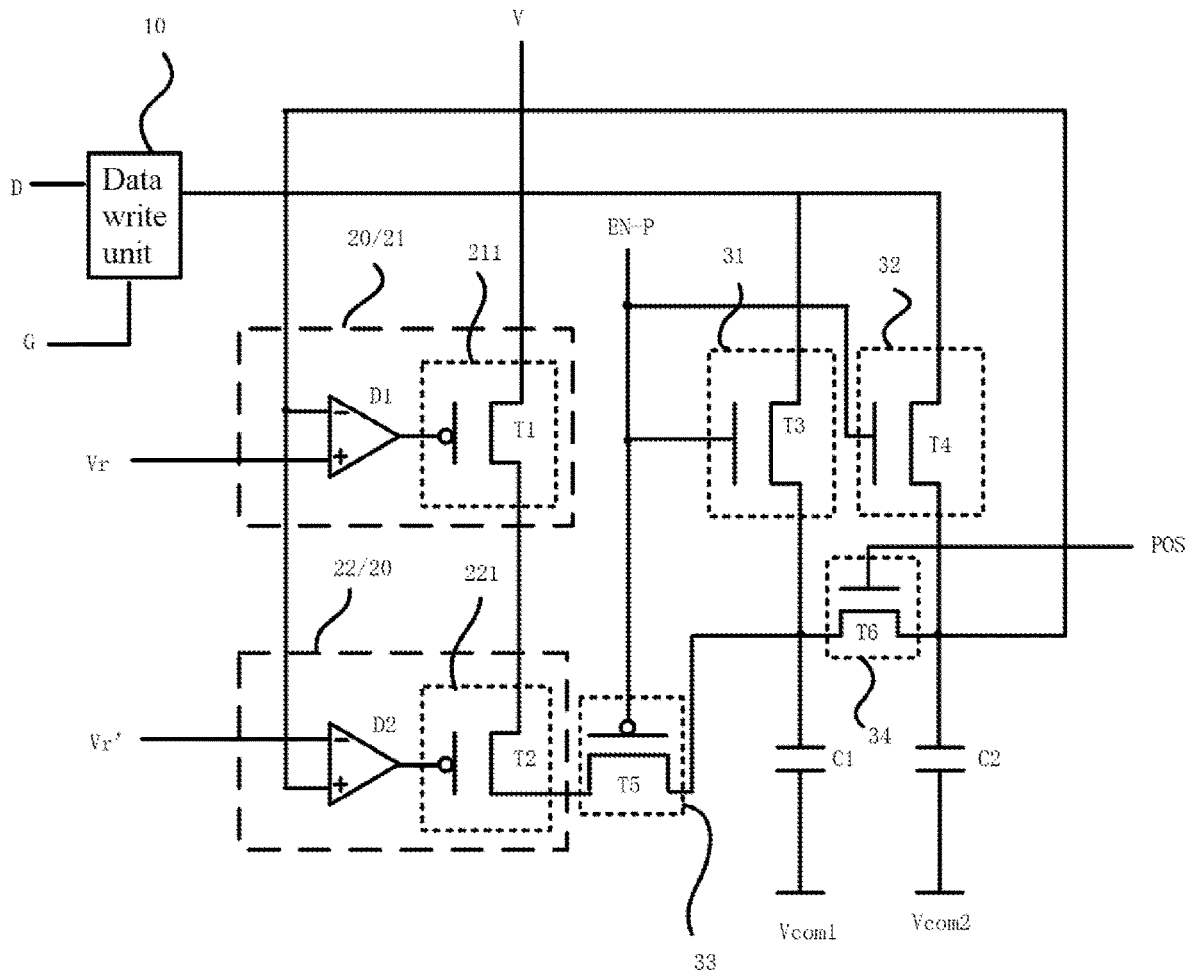 10
V
D
Data
write
unit
EN-P
20/21
211
31
32
G
D1
T1
T3
T4
Vr
-
+
22/20
221
POS
T6
Vr'
D2
T2
-
+
T5
34
C1
C2
Vcom1
Vcom2
33